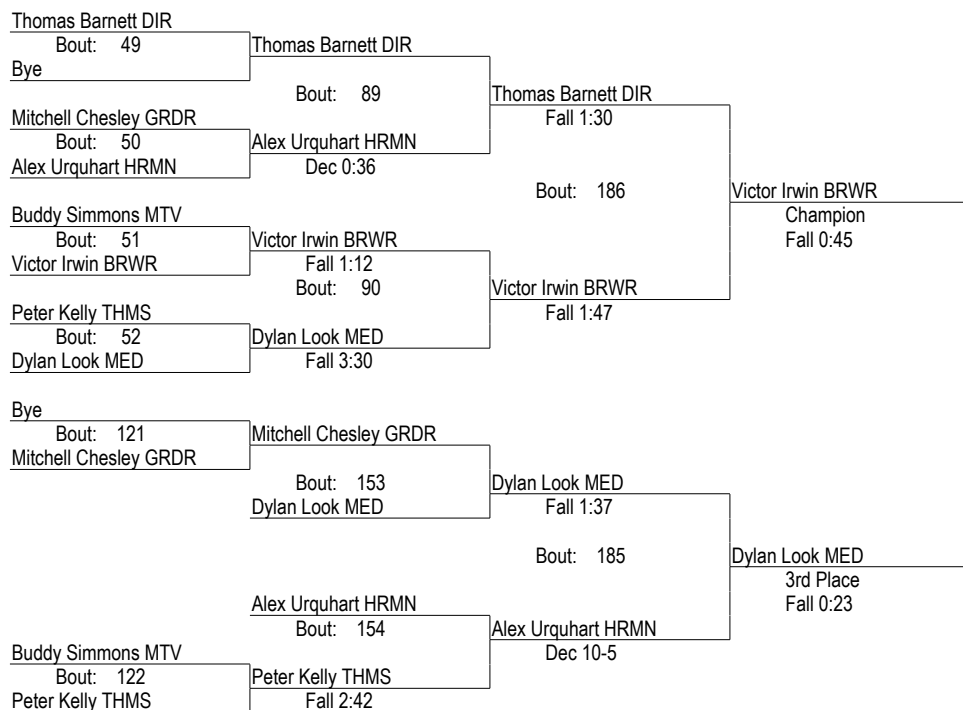 Thomas Barnett DIR
Bout: 49
Thomas Barnett DIR
Bye
Bout: 89
Thomas Barnett DIR
Mitchell Chesley GRDR
Fall 1:30
Bout: 50
Alex Urquhart HRMN
Alex Urquhart HRMN
Dec 0:36
Bout: 186
Victor Irwin BRWR
Buddy Simmons MTV
Champion
Bout: 51
Victor Irwin BRWR
Fall 0:45
Victor Irwin BRWR
Fall 1:12
Bout: 90
Victor Irwin BRWR
Peter Kelly THMS
Fall 1:47
Bout: 52
Dylan Look MED
Dylan Look MED
Fall 3:30
Bye
Bout: 121
Mitchell Chesley GRDR
Mitchell Chesley GRDR
Bout: 153
Dylan Look MED
Dylan Look MED
Fall 1:37
Bout: 185
Dylan Look MED
3rd Place
Alex Urquhart HRMN
Fall 0:23
Bout: 154
Alex Urquhart HRMN
Buddy Simmons MTV
Dec 10-5
Bout: 122
Peter Kelly THMS
Peter Kelly THMS
Fall 2:42